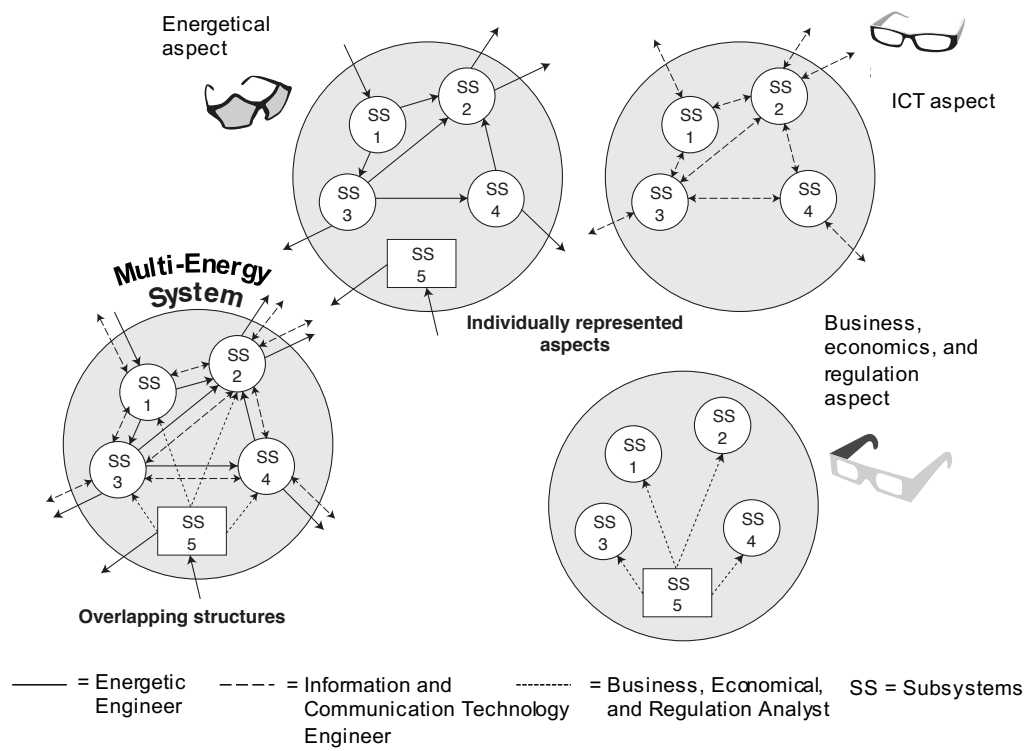 Energetical
aspect
SS
1
SS
2
SS
3
SS
4
SS
5
ICT aspect
SS
1
SS
2
SS
3
SS
4
Individually represented
aspects
Multi-Energy
System
SS
1
SS
2
SS
3
SS
4
SS
5
Overlapping structures
Business,
economics, and
regulation
aspect
SS
1
SS
2
SS
3
SS
4
SS
5
= Energetic
Engineer
= Information and
Communication Technology
Engineer
= Business, Economical,
and Regulation Analyst
SS = Subsystems